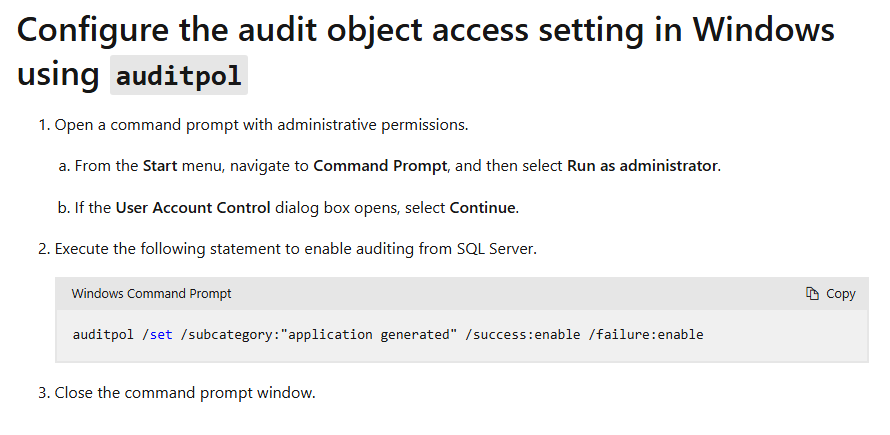 Configure the audit object access setting in Windows
using auditpol
1. Open a command prompt with administrative permissions.
a. From the Start menu, navigate to Command Prompt, and then select Run as administrator.
b. If the User Account Control dialog box opens, select Continue.
2. Execute the following statement to enable auditing from SQL Server.
Windows Command Prompt Copy
auditpol /set /subcategory:"application generated" /success:enable /failure:enable
3. Close the command prompt window.